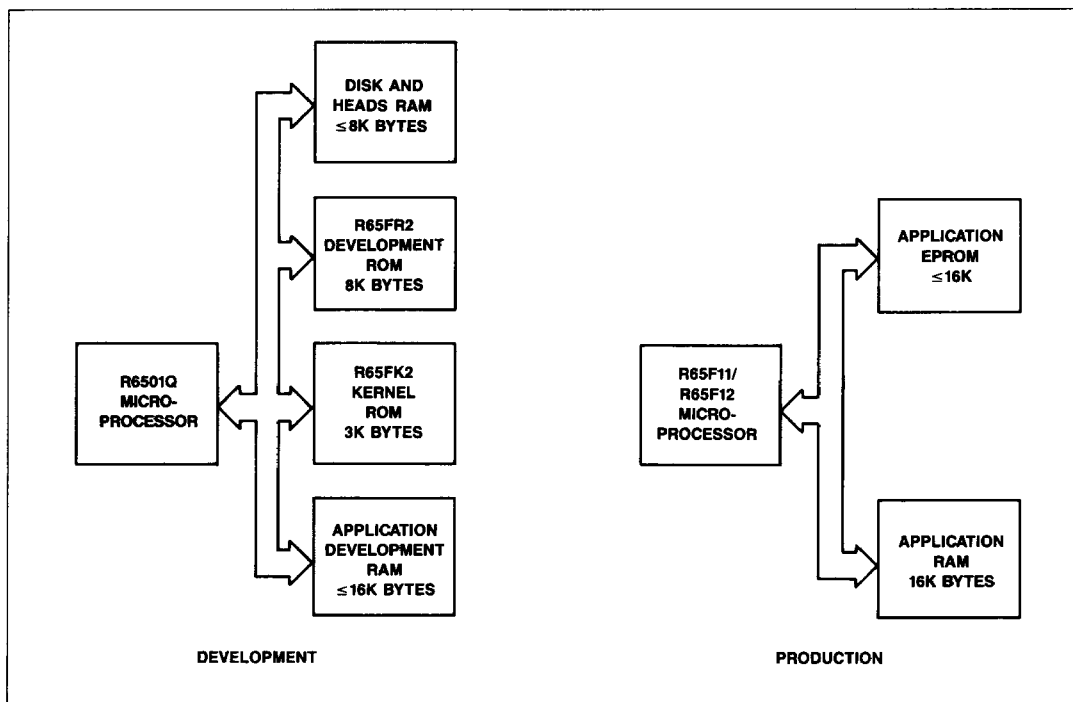 DISK AND
HEADS RAM
≤8K BYTES
R65FR2
DEVELOPMENT
ROM
8K BYTES
R6501Q
MICRO-
PROCESSOR
R65FK2
KERNEL
ROM
3K BYTES
APPLICATION
DEVELOPMENT
RAM
≤16K BYTES
DEVELOPMENT
APPLICATION
EPROM
≤16K
R65F11/
R65F12
MICRO-
PROCESSOR
APPLICATION
RAM
16K BYTES
PRODUCTION